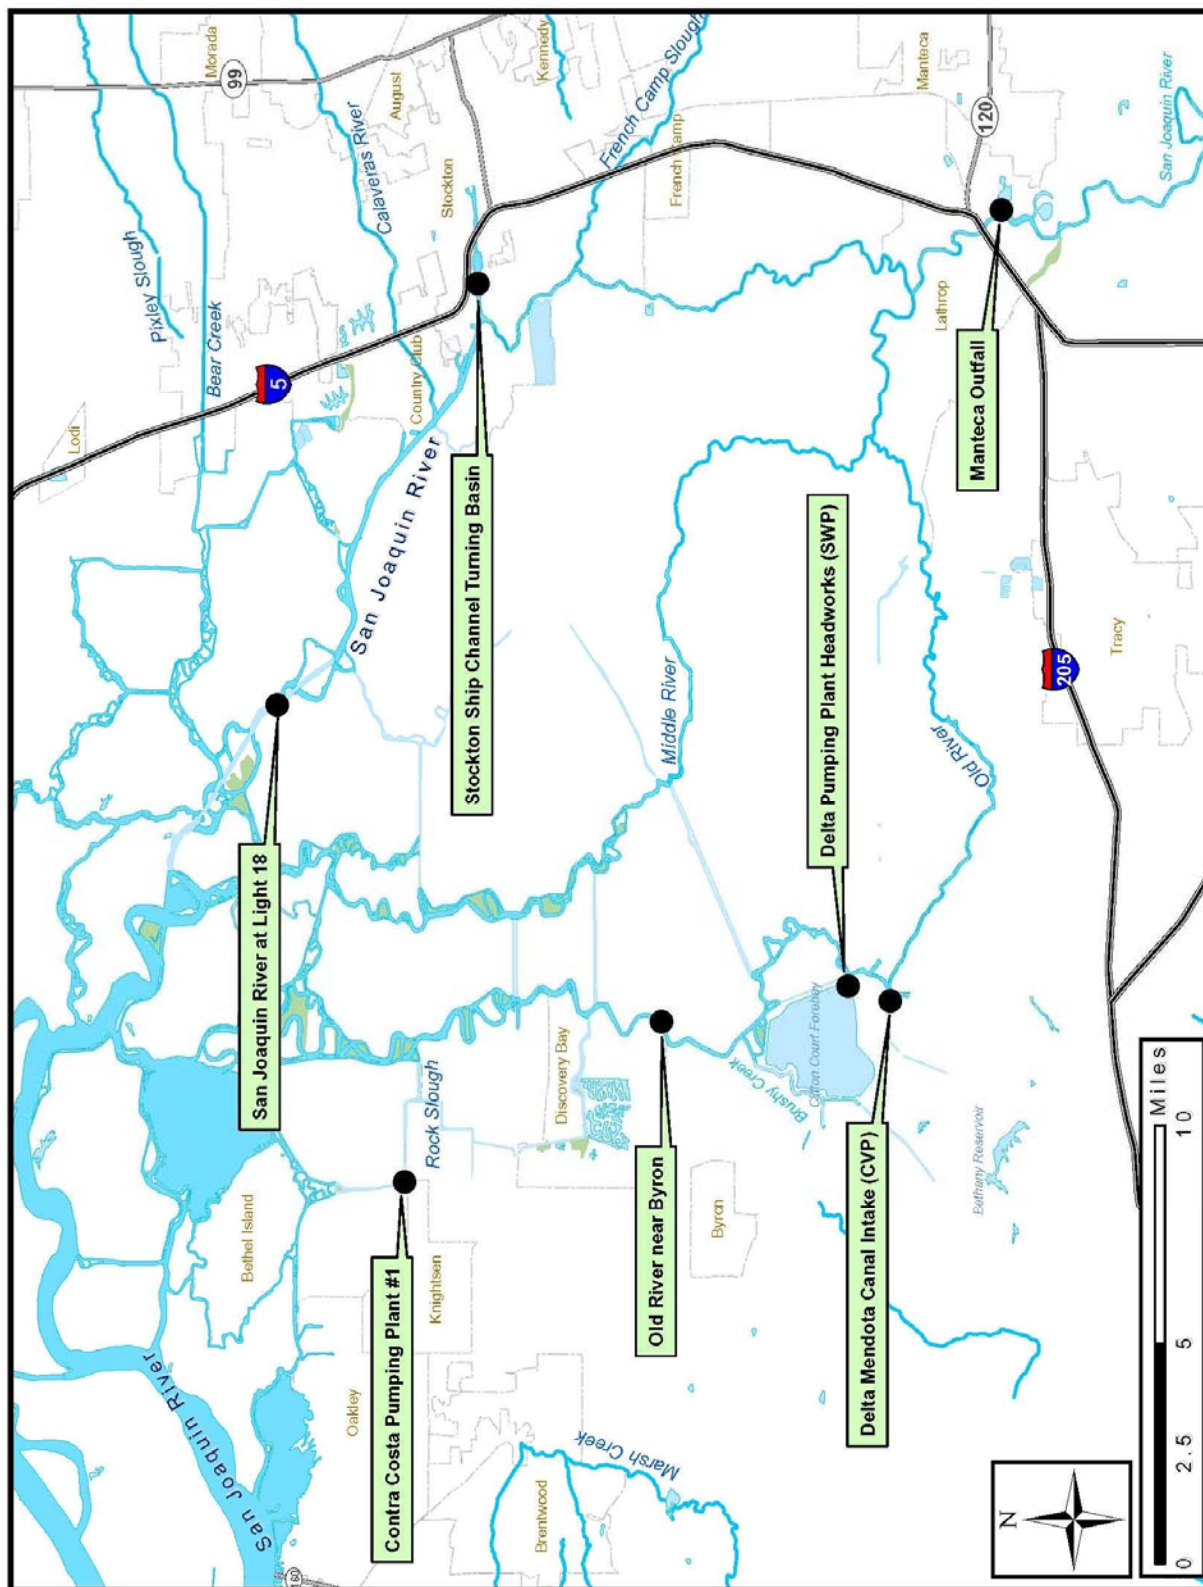 Lodi
Morada
99
Pixley Slough
Bear Creek
5
Calaveras River
August
Country Club
Stockton
Kennedy
San Joaquin River
San Joaquin River at Light 18
Stockton Ship Channel Turning Basin
French Camp Slough
French Camp
San Joaquin River
Bethel Island
Oakley
160
Contra Costa Pumping Plant #1
Knightsen
Rock Slough
Discovery Bay
Middle River
Brentwood
Marsh Creek
Old River near Byron
Byron
Brushy Creek
Clifton Court Forebay
Delta Pumping Plant Headworks (SWP)
Delta Mendota Canal Intake (CVP)
Old River
Lathrop
Manteca
120
Manteca Outfall
San Joaquin River
Bethany Reservoir
205
Tracy
N
0 2.5 5 10
Miles